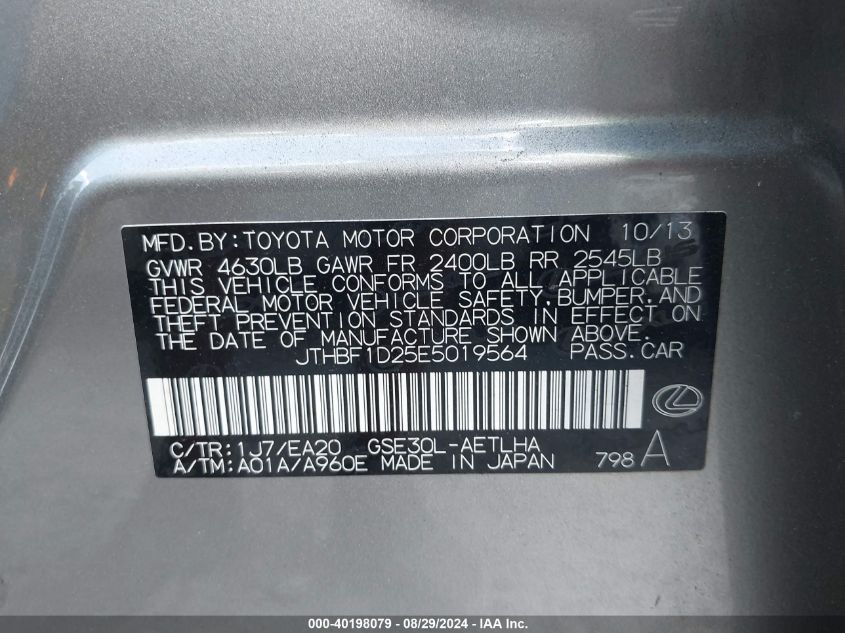 MFD.BY:TOYOTA MOTOR CORPORATION 10/13
GVWR 4630LB GAWR FR 2400LB RR 2545LB
THIS VEHICLE CONFORMS TO ALL APPLICABLE
FEDERAL MOTOR VEHICLE SAFETY,BUMPER,AND
THEFT PREVENTION STANDARDS IN EFFECT ON
THE DATE OF MANUFACTURE SHOWN ABOVE.
JTHBF1D25E5019564 PASS.CAR
C/TR:1J7/EA20 GSE30L-AETLHA
A/TM:A01A/A960E MADE IN JAPAN 798 A
000-40198079 - 08/29/2024 - IAA Inc.